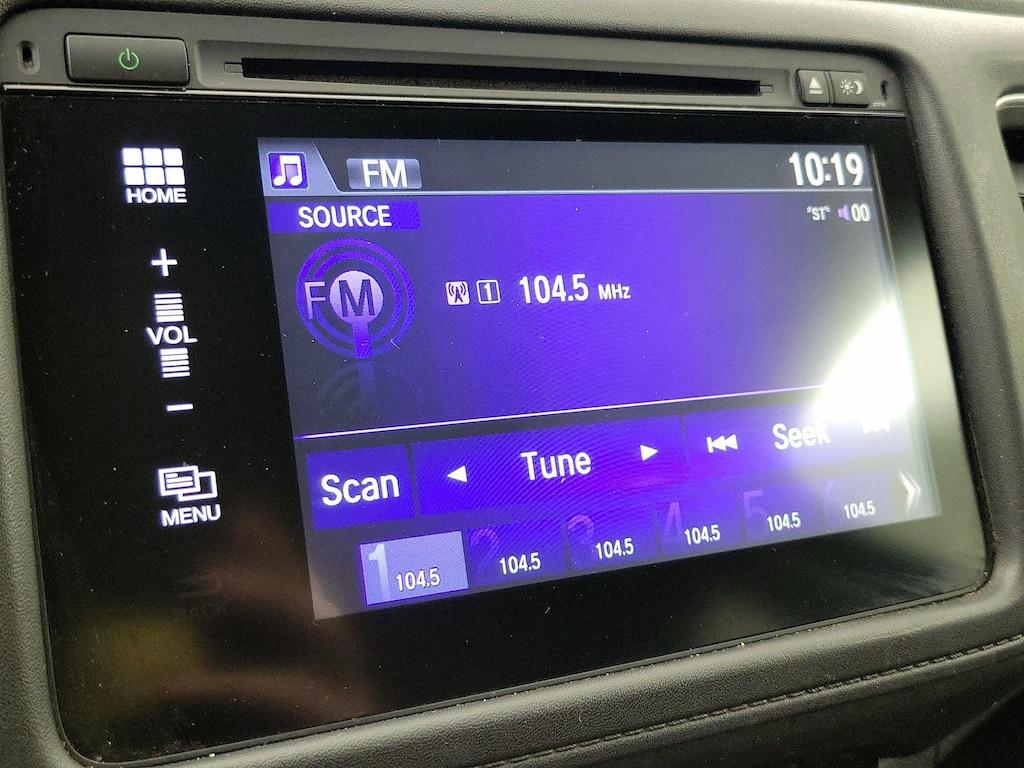 HOME
VOL
MENU
BACK
FM
10:19
SOURCE
"ST" 00
FM
1 104.5 MHz
Scan
Tune
Seek
1 104.5
2 104.5
3 104.5
4 104.5
5 104.5
6 104.5